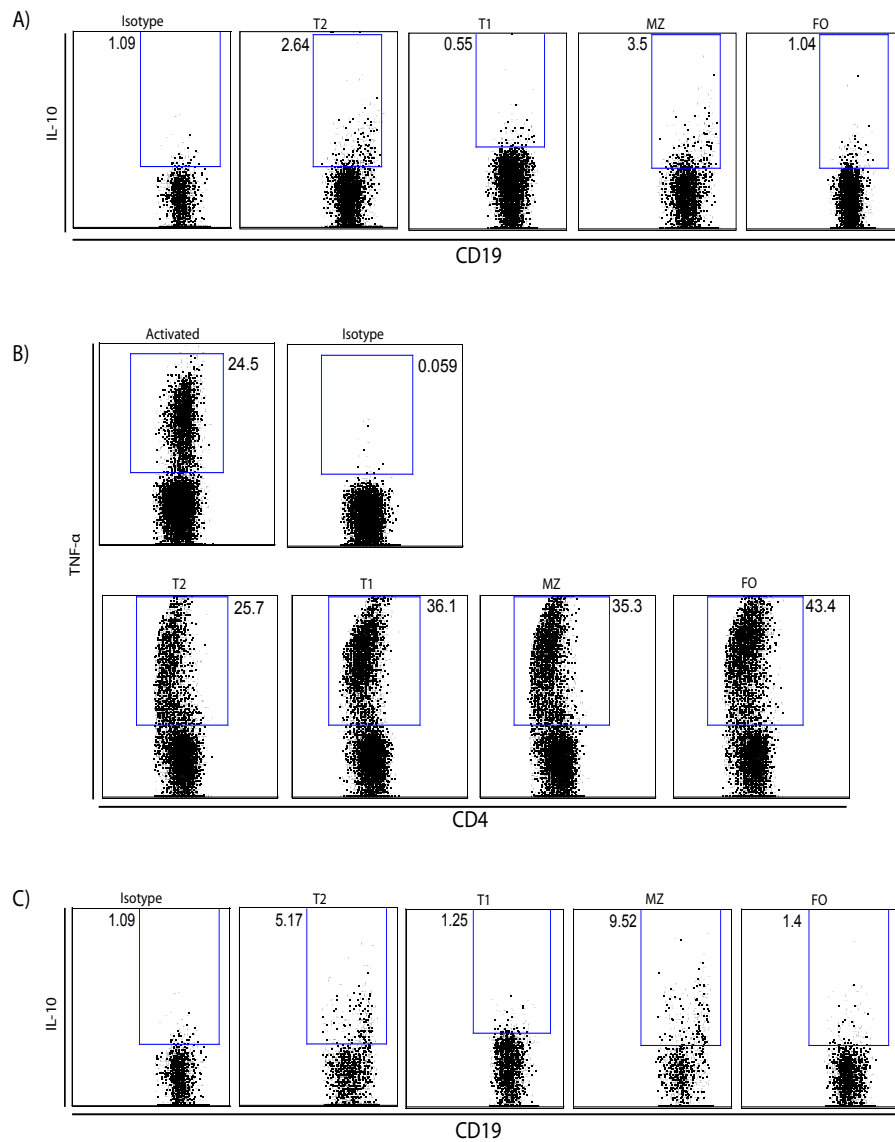 A)
Isotype T2 T1 MZ FO
1.09 2.64 0.55 3.5 1.04
IL-10
CD19
B)
Activated Isotype
24.5 0.059
TNF-α
T2 T1 MZ FO
25.7 36.1 35.3 43.4
CD4
C)
Isotype T2 T1 MZ FO
1.09 5.17 1.25 9.52 1.4
IL-10
CD19